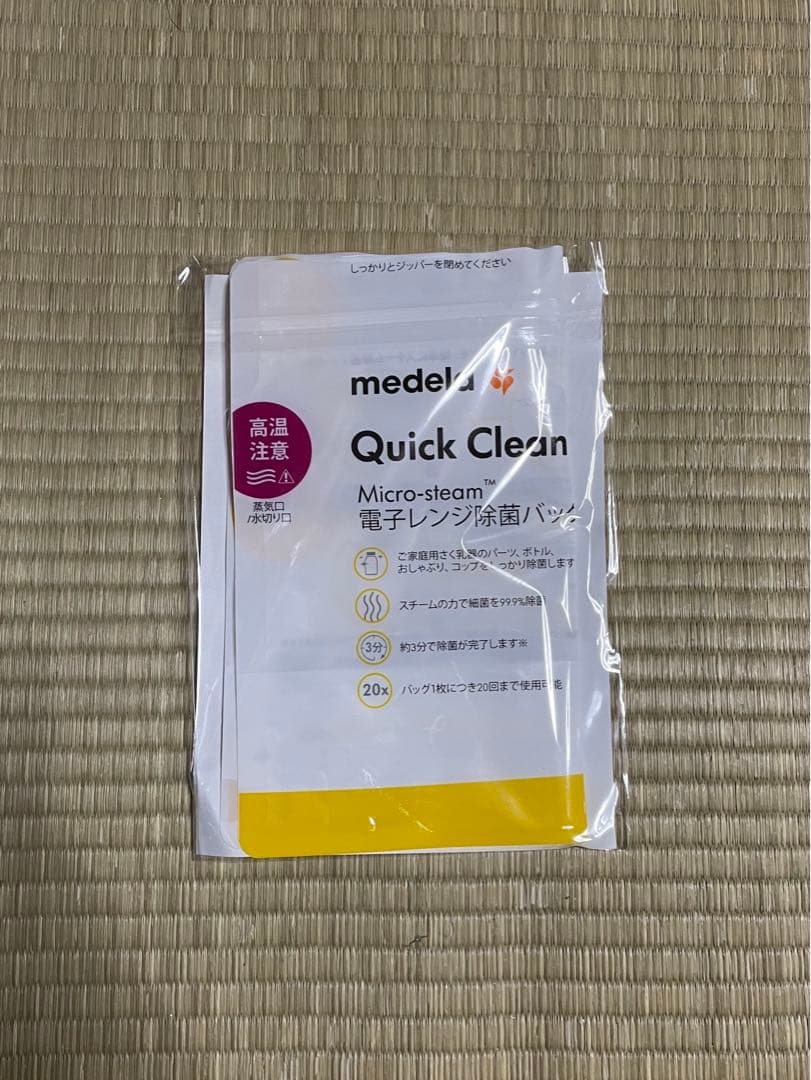 しっかりとジッパーを閉めてください
medela
Quick Clean
高温
注意
蒸気口
/水切り口
Micro-steam™
電子レンジ除菌バッグ
ご家庭用さく乳器のパーツ、ボトル、
おしゃぶり、コップをしっかり除菌します
スチームの力で細菌を99.9%除菌
3分
約3分で除菌が完了します※
20x
バッグ1枚につき20回まで使用可能